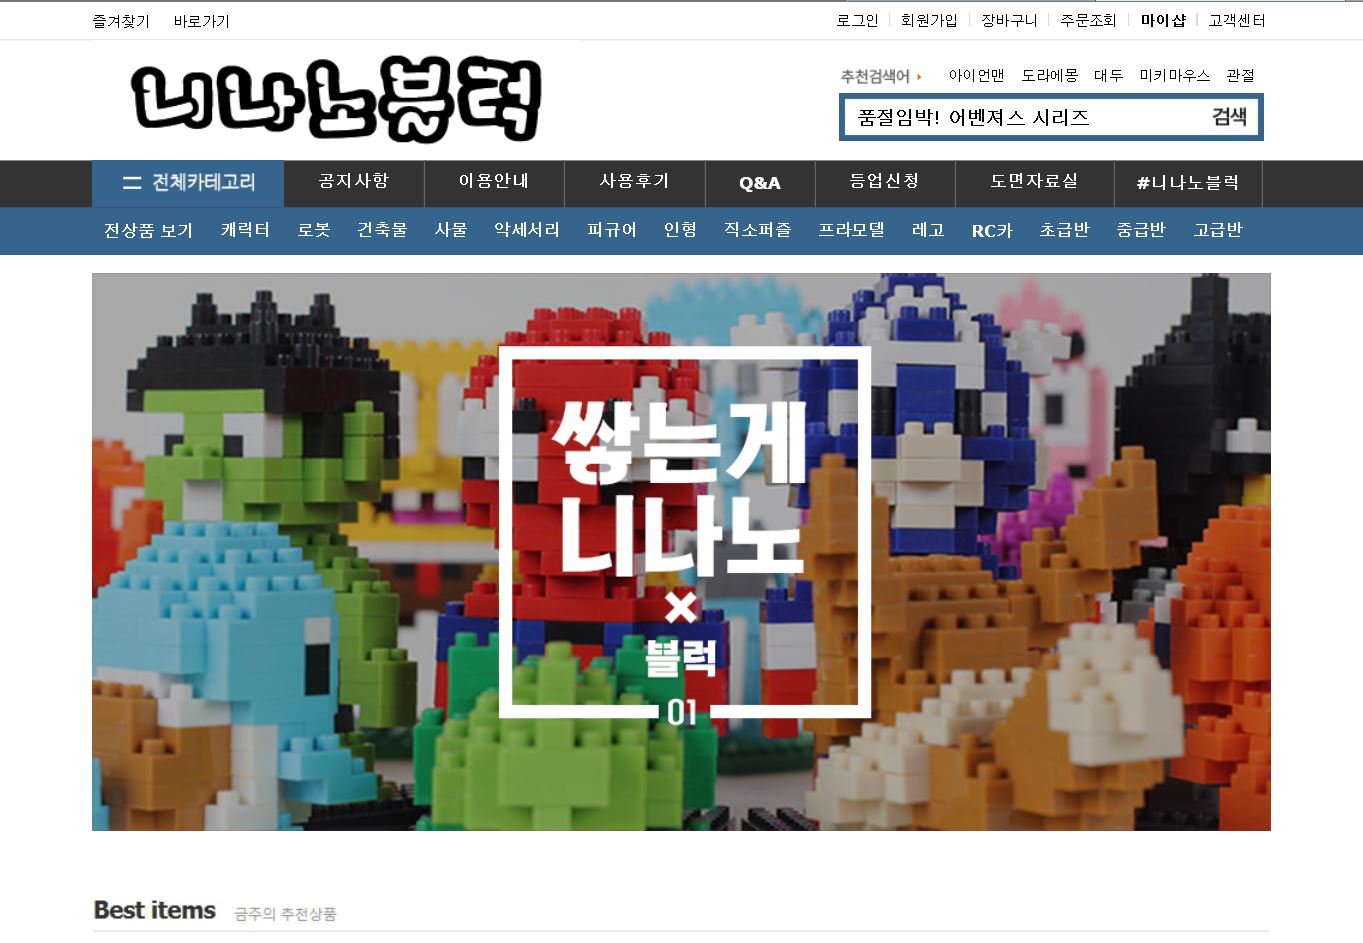 즐겨찾기 바로가기 로그인 회원가입 장바구니 주문조회 마이샵 고객센터
니나노블럭
추천검색어 아이언맨 도라에몽 대두 미키마우스 관절
품절임박! 어벤져스 시리즈 검색
전체카테고리 공지사항 이용안내 사용후기 Q&A 등업신청 도면자료실 #니나노블럭
전상품 보기 캐릭터 로봇 건축물 사물 악세서리 피규어 인형 직소퍼즐 프라모델 레고 RC카 초급반 중급반 고급반
쌓는게
니나노
×
블럭
01
Best items 금주의 추천상품